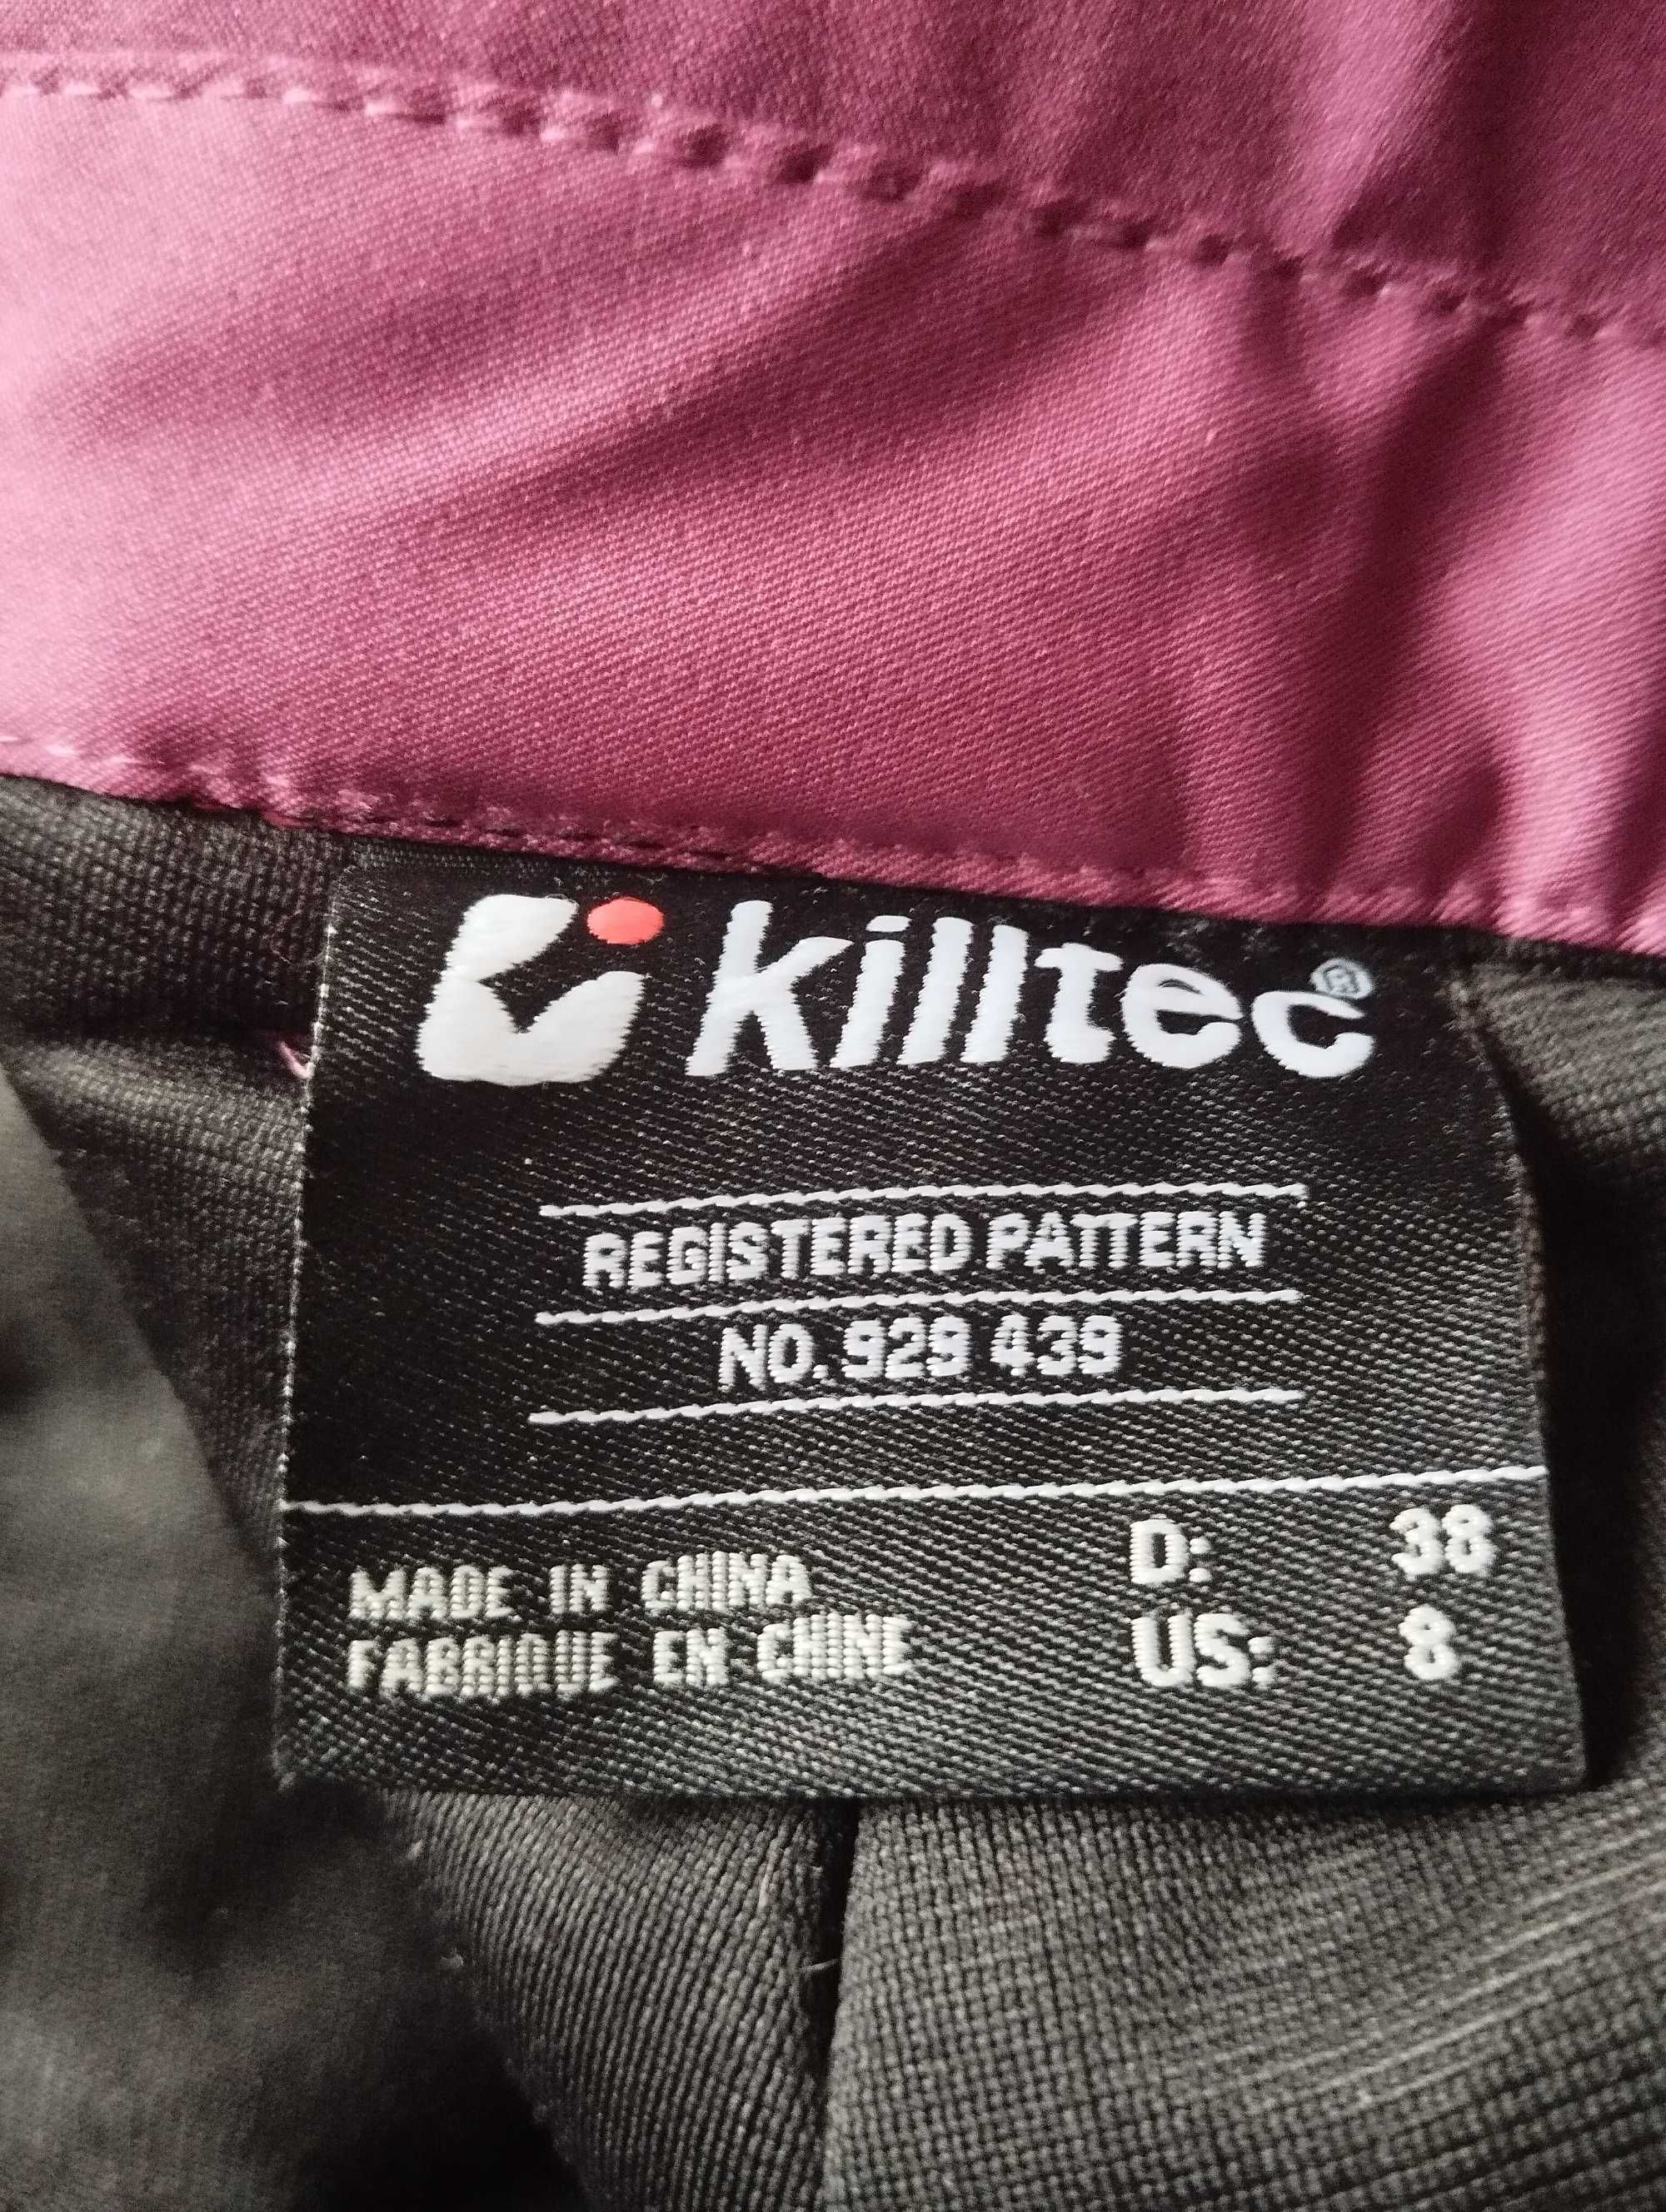 killtec®
REGISTERED PATTERN
NO. 929 439
MADE IN CHINA
FABRIQUE EN CHINE
D: 38
US: 8